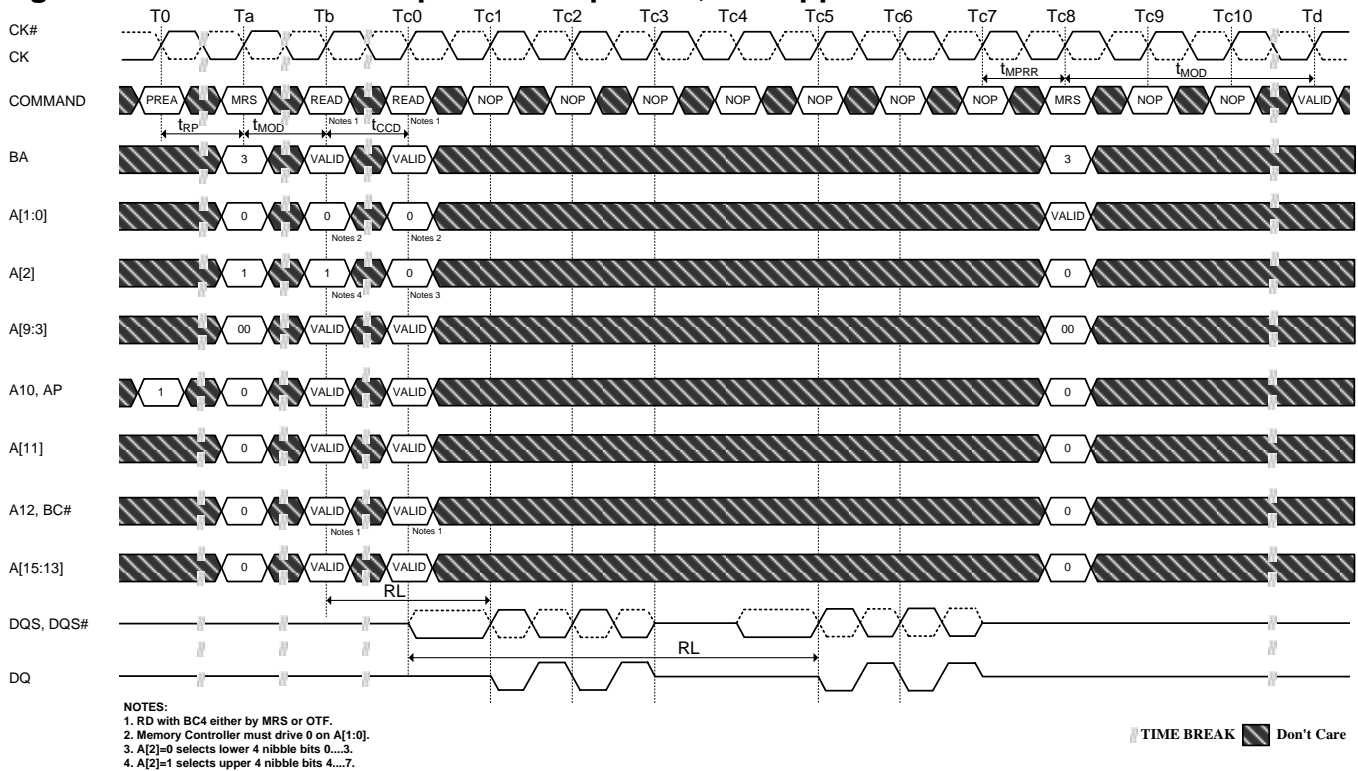 T0 Ta Tb Tc0 Tc1 Tc2 Tc3 Tc4 Tc5 Tc6 Tc7 Tc8 Tc9 Tc10 Td
CK#
CK
tMPRR tMOD
COMMAND PREA MRS READ READ NOP NOP NOP NOP NOP NOP NOP MRS NOP NOP VALID
Notes 1 Notes 1
tRP tMOD tCCD
BA 3 VALID VALID 3
A[1:0] 0 0 0 VALID
Notes 2 Notes 2
A[2] 1 1 0 0
Notes 4 Notes 3
A[9:3] 00 VALID VALID 00
A10, AP 1 0 VALID VALID 0
A[11] 0 VALID VALID 0
A12, BC# 0 VALID VALID 0
Notes 1 Notes 1
A[15:13] 0 VALID VALID 0
RL
DQS, DQS#
RL
DQ
NOTES:
1. RD with BC4 either by MRS or OTF.
2. Memory Controller must drive 0 on A[1:0].
3. A[2]=0 selects lower 4 nibble bits 0....3.
4. A[2]=1 selects upper 4 nibble bits 4....7.
TIME BREAK Don't Care